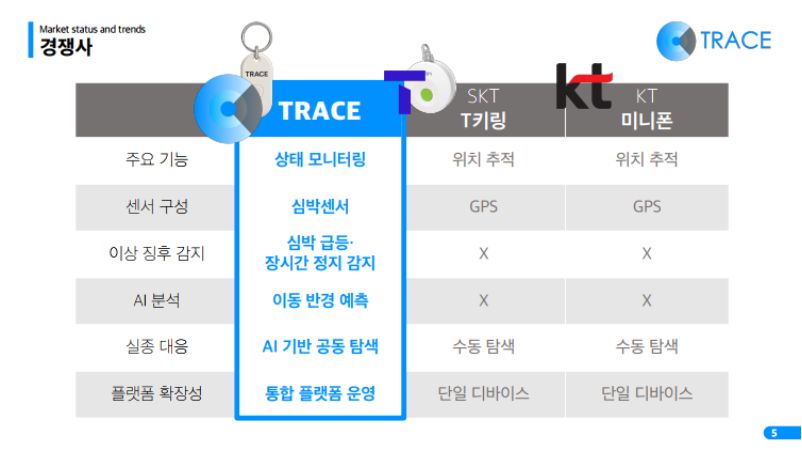 Market status and trends
경쟁사
TRACE
TRACE
TRACE
SKT
T키링
kt
KT
미니폰
주요 기능
상태 모니터링
위치 추적
위치 추적
센서 구성
심박센서
GPS
GPS
이상 징후 감지
심박 급등·
장시간 정지 감지
X
X
AI 분석
이동 반경 예측
X
X
실종 대응
AI 기반 공동 탐색
수동 탐색
수동 탐색
플랫폼 확장성
통합 플랫폼 운영
단일 디바이스
단일 디바이스
5